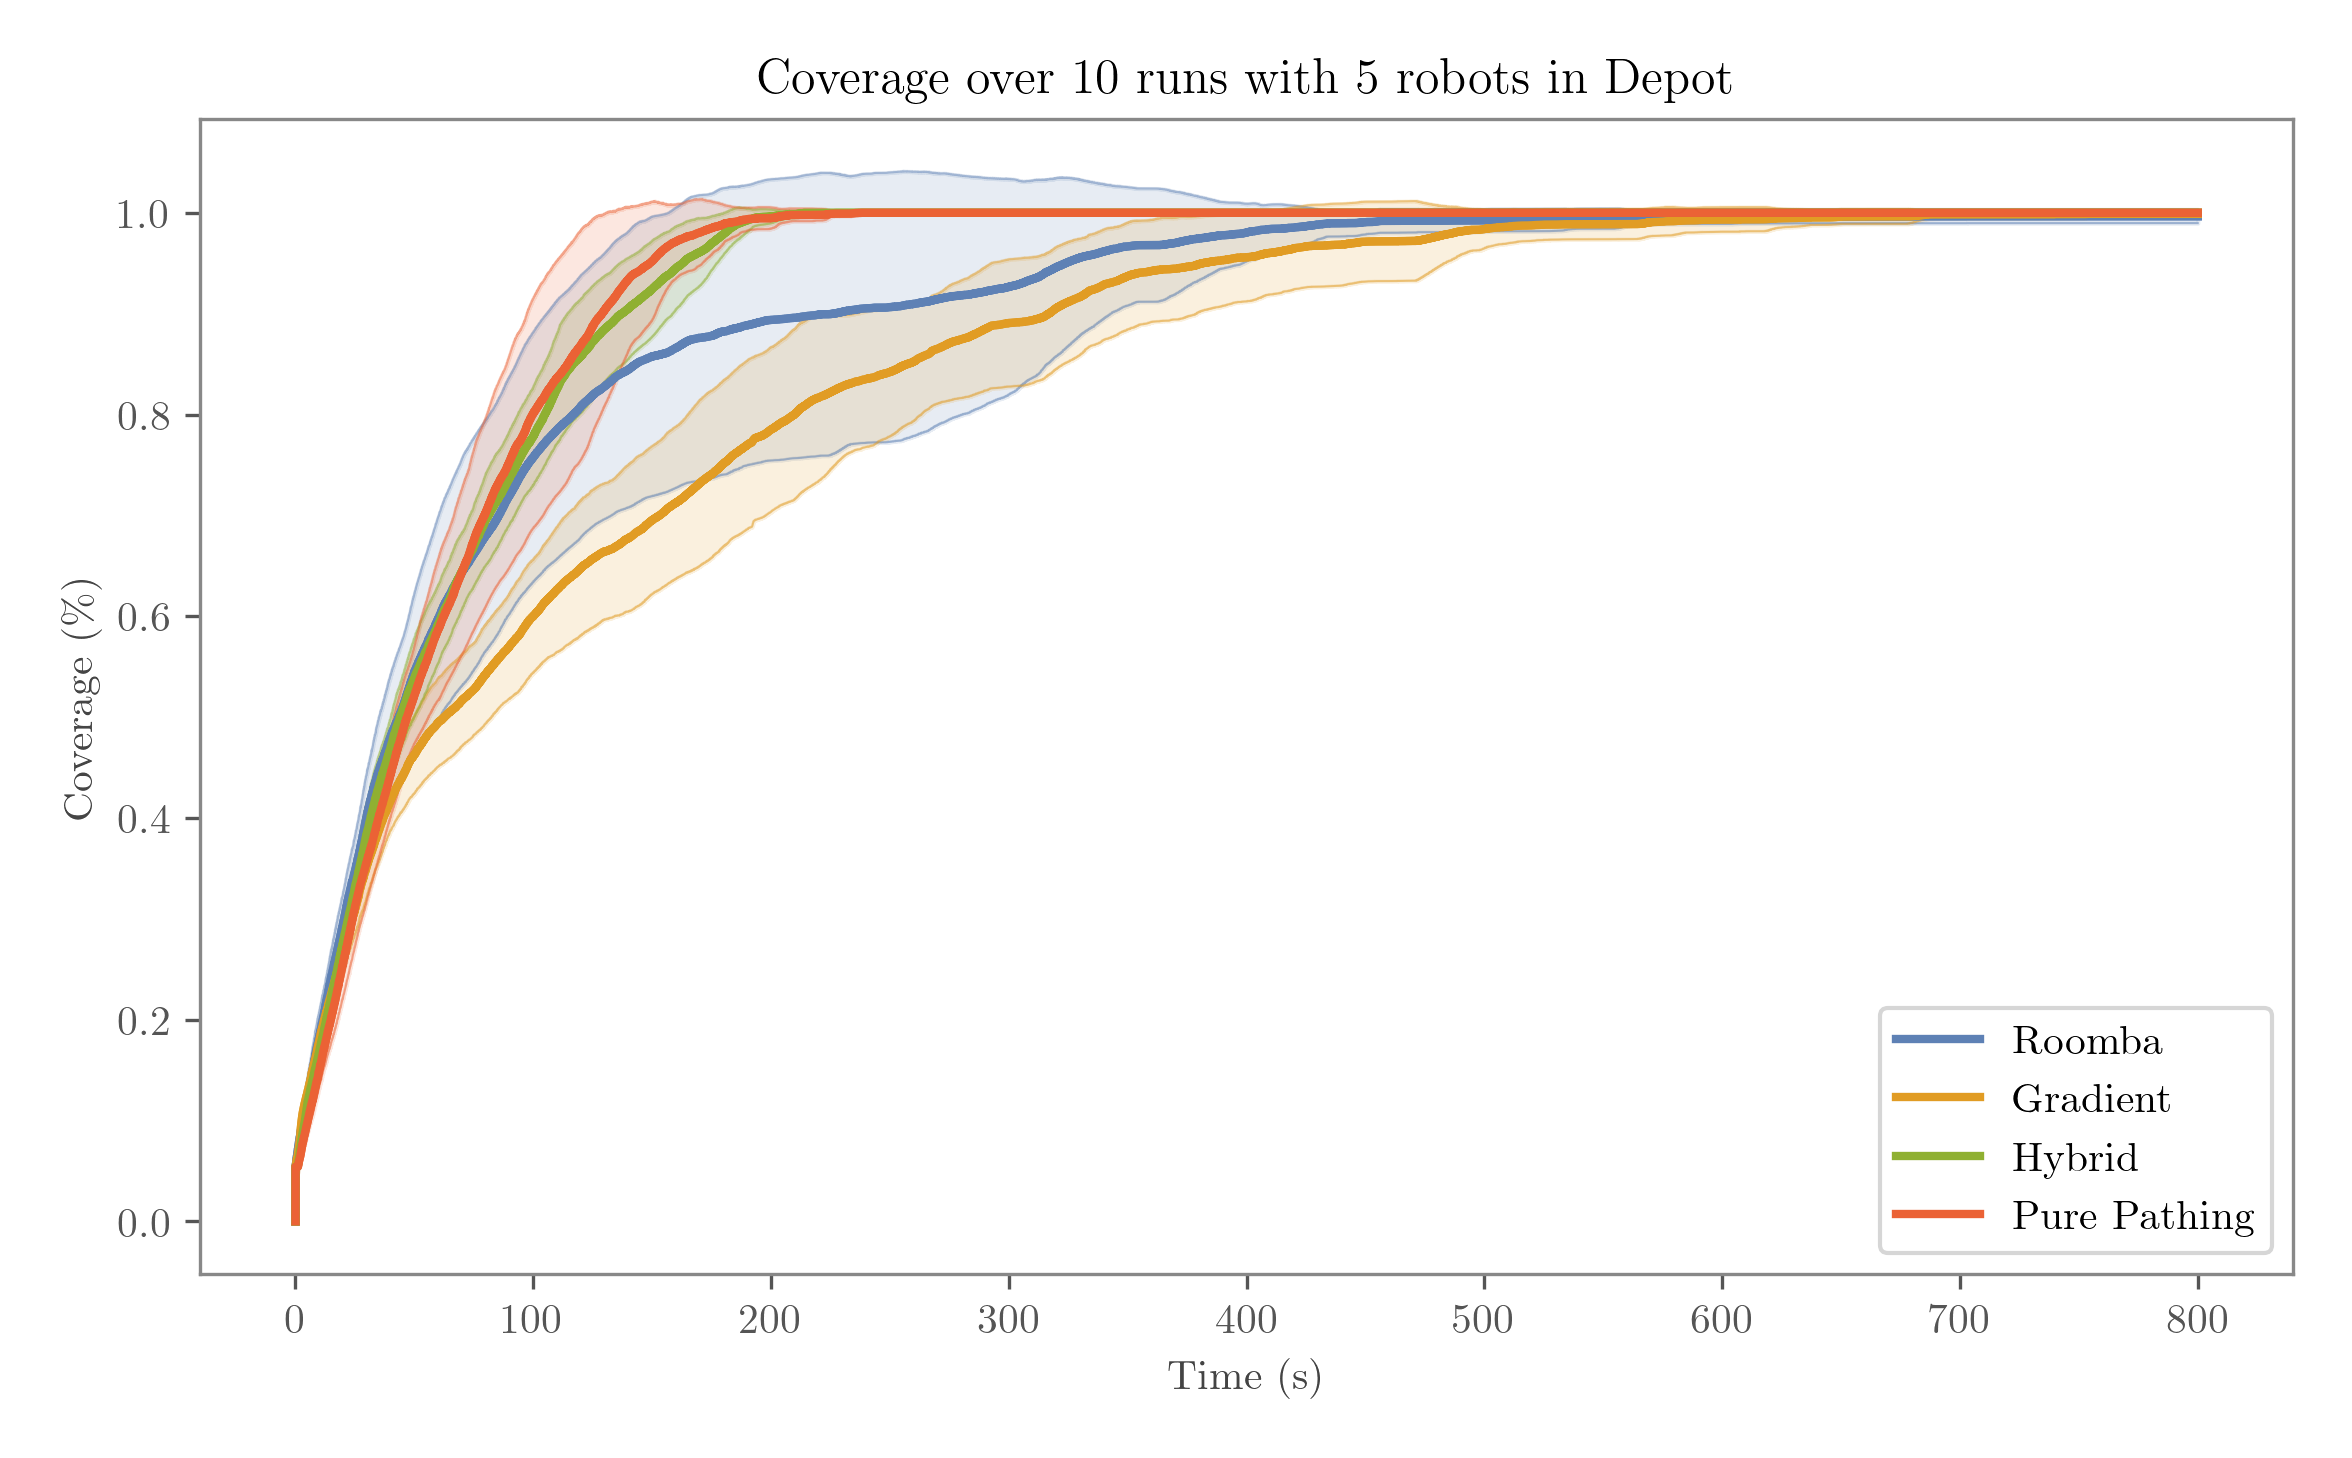 Coverage over 10 runs with 5 robots in Depot
Coverage (%)
1.0
0.8
0.6
0.4
0.2
0.0
0 100 200 300 400 500 600 700 800
Time (s)
Roomba
Gradient
Hybrid
Pure Pathing